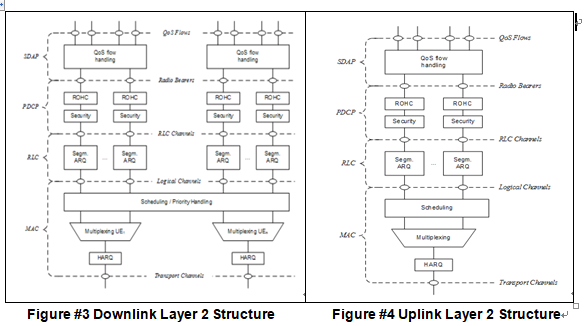 QoS Flows
SDAP
QoS flow
handling
QoS flow
handling
Radio Bearers
PDCP
ROHC
ROHC
ROHC
ROHC
Security
Security
Security
Security
RLC Channels
RLC
Segm.
ARQ
...
Segm.
ARQ
Segm.
ARQ
...
Segm.
ARQ
Logical Channels
MAC
Scheduling / Priority Handling
Multiplexing UE₁
Multiplexing UEₙ
HARQ
HARQ
Transport Channels
Figure #3 Downlink Layer 2 Structure
QoS Flows
SDAP
QoS flow
handling
Radio Bearers
PDCP
ROHC
ROHC
Security
Security
RLC Channels
RLC
Segm.
ARQ
...
Segm.
ARQ
Logical Channels
MAC
Scheduling
Multiplexing
HARQ
Transport Channels
Figure #4 Uplink Layer 2 Structure